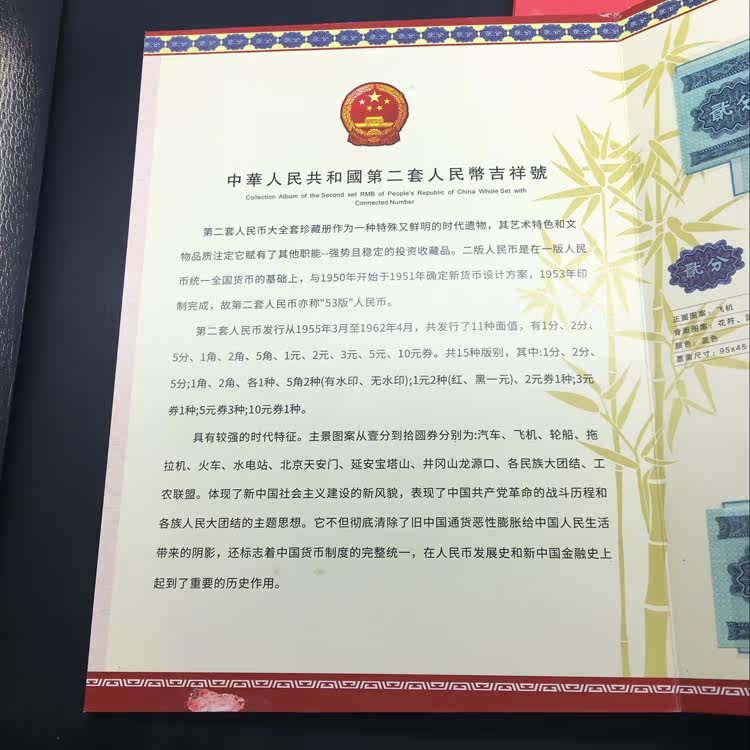 中華人民共和國第二套人民幣吉祥號
Collection Album of the Second set RMB of People's Republic of China Whole Set with
Connected Number
第二套人民币大全套珍藏册作为一种特殊又鲜明的时代遗物，其艺术特色和文
物品质注定它赋有了其他职能--强势且稳定的投资收藏品。二版人民币是在一版人民
币统一全国货币的基础上，与1950年开始于1951年确定新货币设计方案，1953年印
制完成，故第二套人民币亦称"53版"人民币。
第二套人民币发行从1955年3月至1962年4月，共发行了11种面值，有1分、2分、
5分、1角、2角、5角、1元、2元、3元、5元、10元券。共15种版别，其中:1分、2分、
5分;1角、2角、各1种、5角2种(有水印、无水印);1元2种(红、黑一元)、2元券1种;3元
券1种;5元券3种;10元券1种。
具有较强的时代特征。主景图案从壹分到拾圆券分别为:汽车、飞机、轮船、拖
拉机、火车、水电站、北京天安门、延安宝塔山、井冈山龙源口、各民族大团结、工
农联盟。体现了新中国社会主义建设的新风貌，表现了中国共产党革命的战斗历程和
各族人民大团结的主题思想。它不但彻底清除了旧中国通货恶性膨胀给中国人民生活
带来的阴影，还标志着中国货币制度的完整统一，在人民币发展史和新中国金融史上
起到了重要的历史作用。
貳分
貳分
正面图案：飞机
背面图案：花符、
颜色：蓝色
票面尺寸：95x45